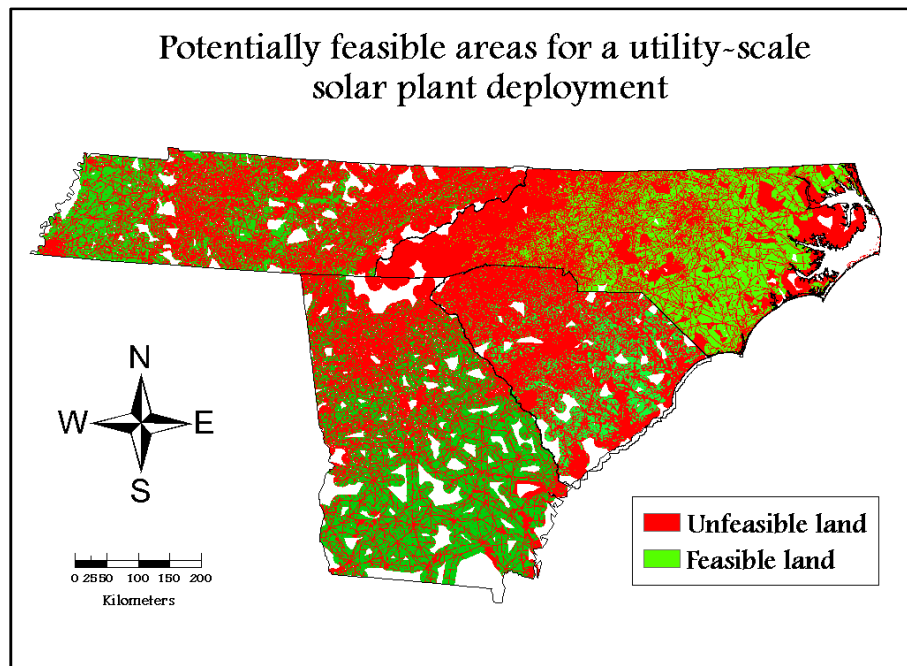 Potentially feasible areas for a utility-scale
solar plant deployment
N
W E
S
Unfeasible land
Feasible land
0 25 50 100 150 200
Kilometers